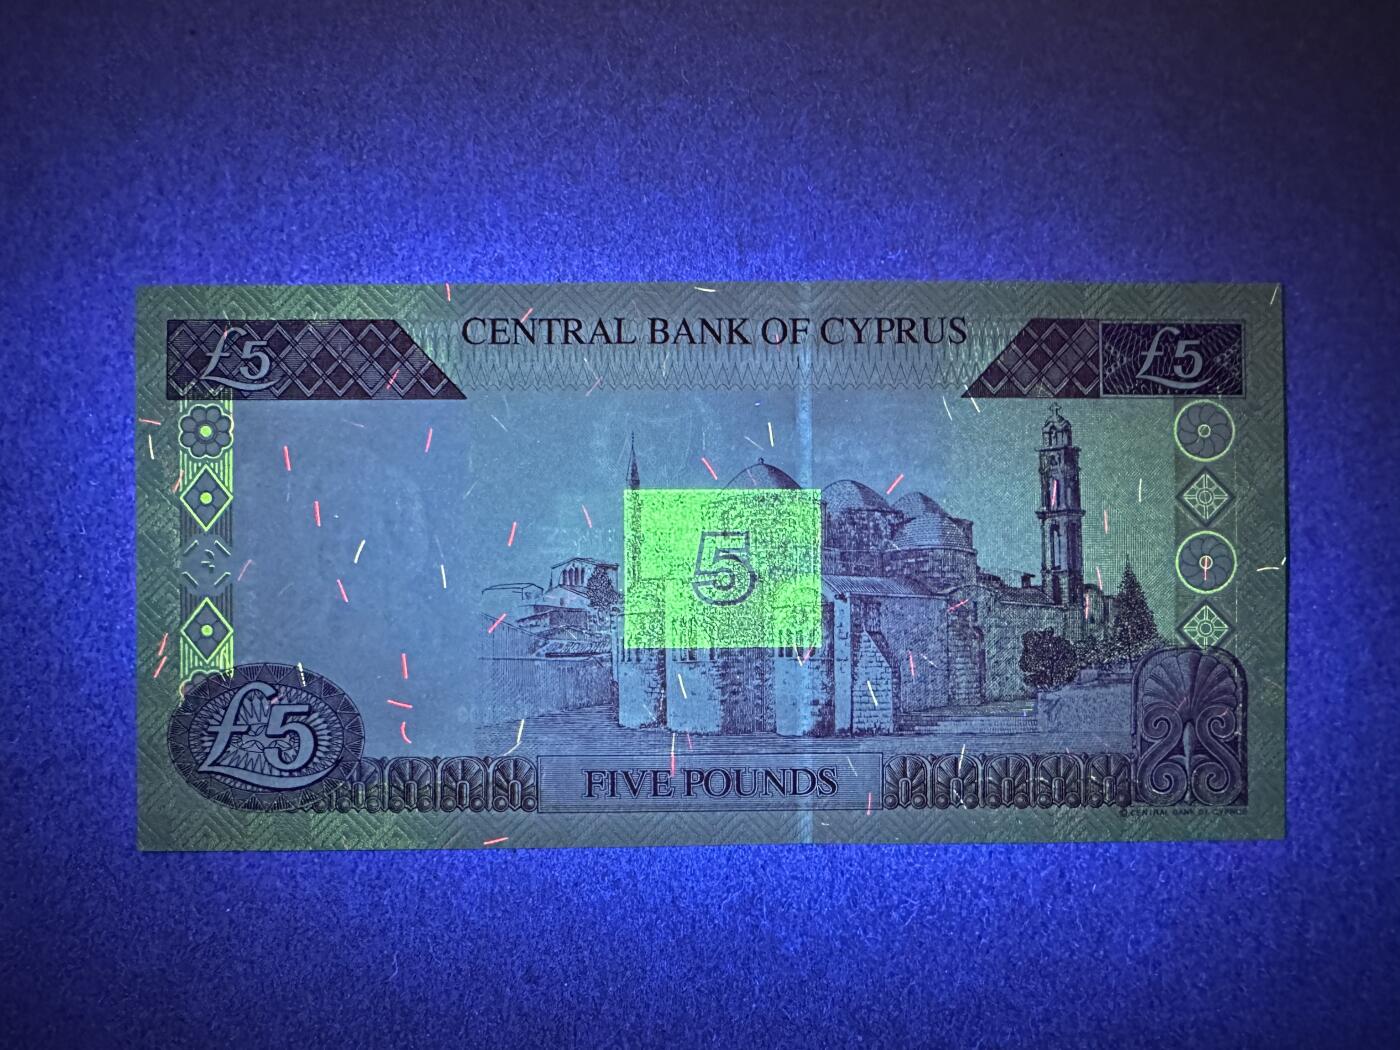 CENTRAL BANK OF CYPRUS
£5
£5
5
£5
FIVE POUNDS
© CENTRAL BANK OF CYPRUS